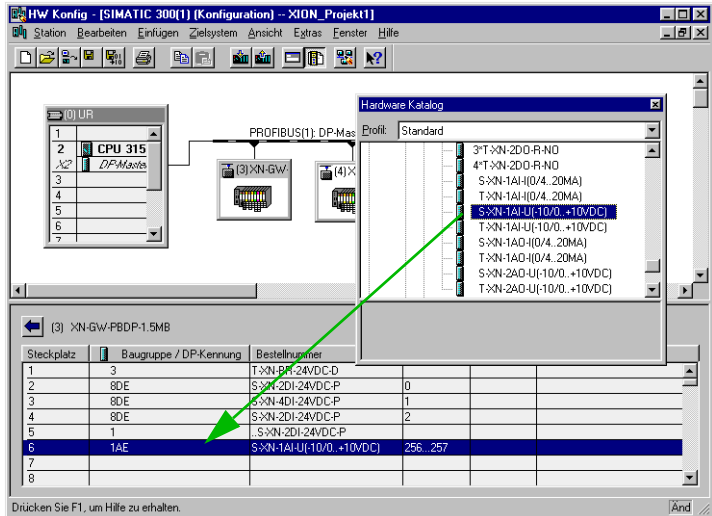 HW Konfig - [SIMATIC 300(1) (Konfiguration) -- XION_Projekt1]
Station Bearbeiten Einfügen Zielsystem Ansicht Extras Fenster Hilfe
(0) UR
1
2 CPU 315
X2 DP-Maste
3
4
5
6
7
PROFIBUS(1): DP-Mas
(3) XN-GW-
(4) X
Hardware Katalog
Profil: Standard
3*T-XN-2DO-R-NO
4*T-XN-2DO-R-NO
S-XN-1AI-I(0/4..20MA)
T-XN-1AI-I(0/4..20MA)
S-XN-1AI-U(-10/0..+10VDC)
T-XN-1AI-U(-10/0..+10VDC)
S-XN-1AO-I(0/4..20MA)
T-XN-1AO-I(0/4..20MA)
S-XN-2AO-U(-10/0..+10VDC)
T-XN-2AO-U(-10/0..+10VDC)
(3) XN-GW-PBDP-1.5MB
Steckplatz Baugruppe / DP-Kennung Bestellnummer
1 3 T-XN-BR-24VDC-D
2 8DE S-XN-2DI-24VDC-P 0
3 8DE S-XN-4DI-24VDC-P 1
4 8DE S-XN-2DI-24VDC-P 2
5 1 ..S-XN-2DI-24VDC-P
6 1AE S-XN-1AI-U(-10/0..+10VDC) 256...257
7
8
Drücken Sie F1, um Hilfe zu erhalten. Änd